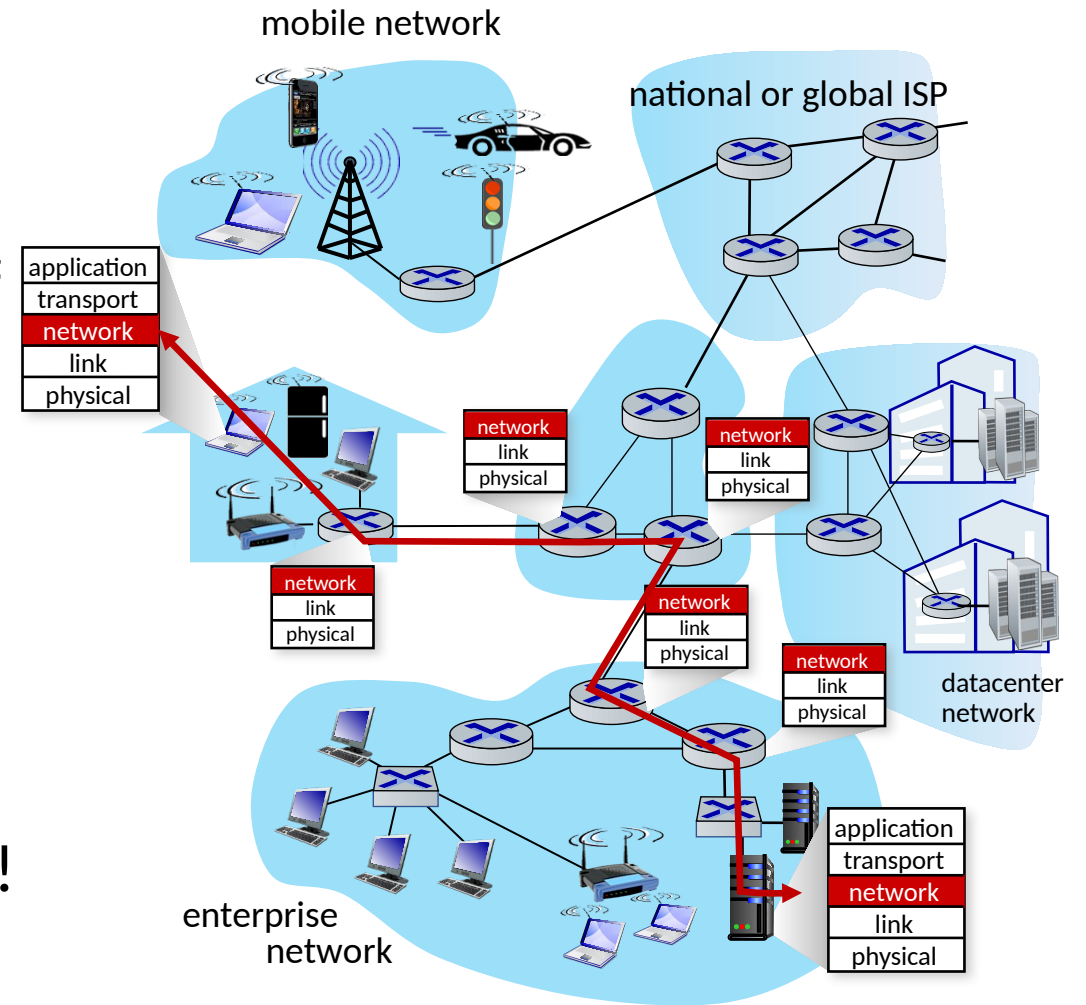 mobile network
national or global ISP
application
transport
network
link
physical
network
link
physical
network
link
physical
network
link
physical
network
link
physical
network
link
physical
datacenter
network
application
transport
network
link
physical
enterprise
network
!